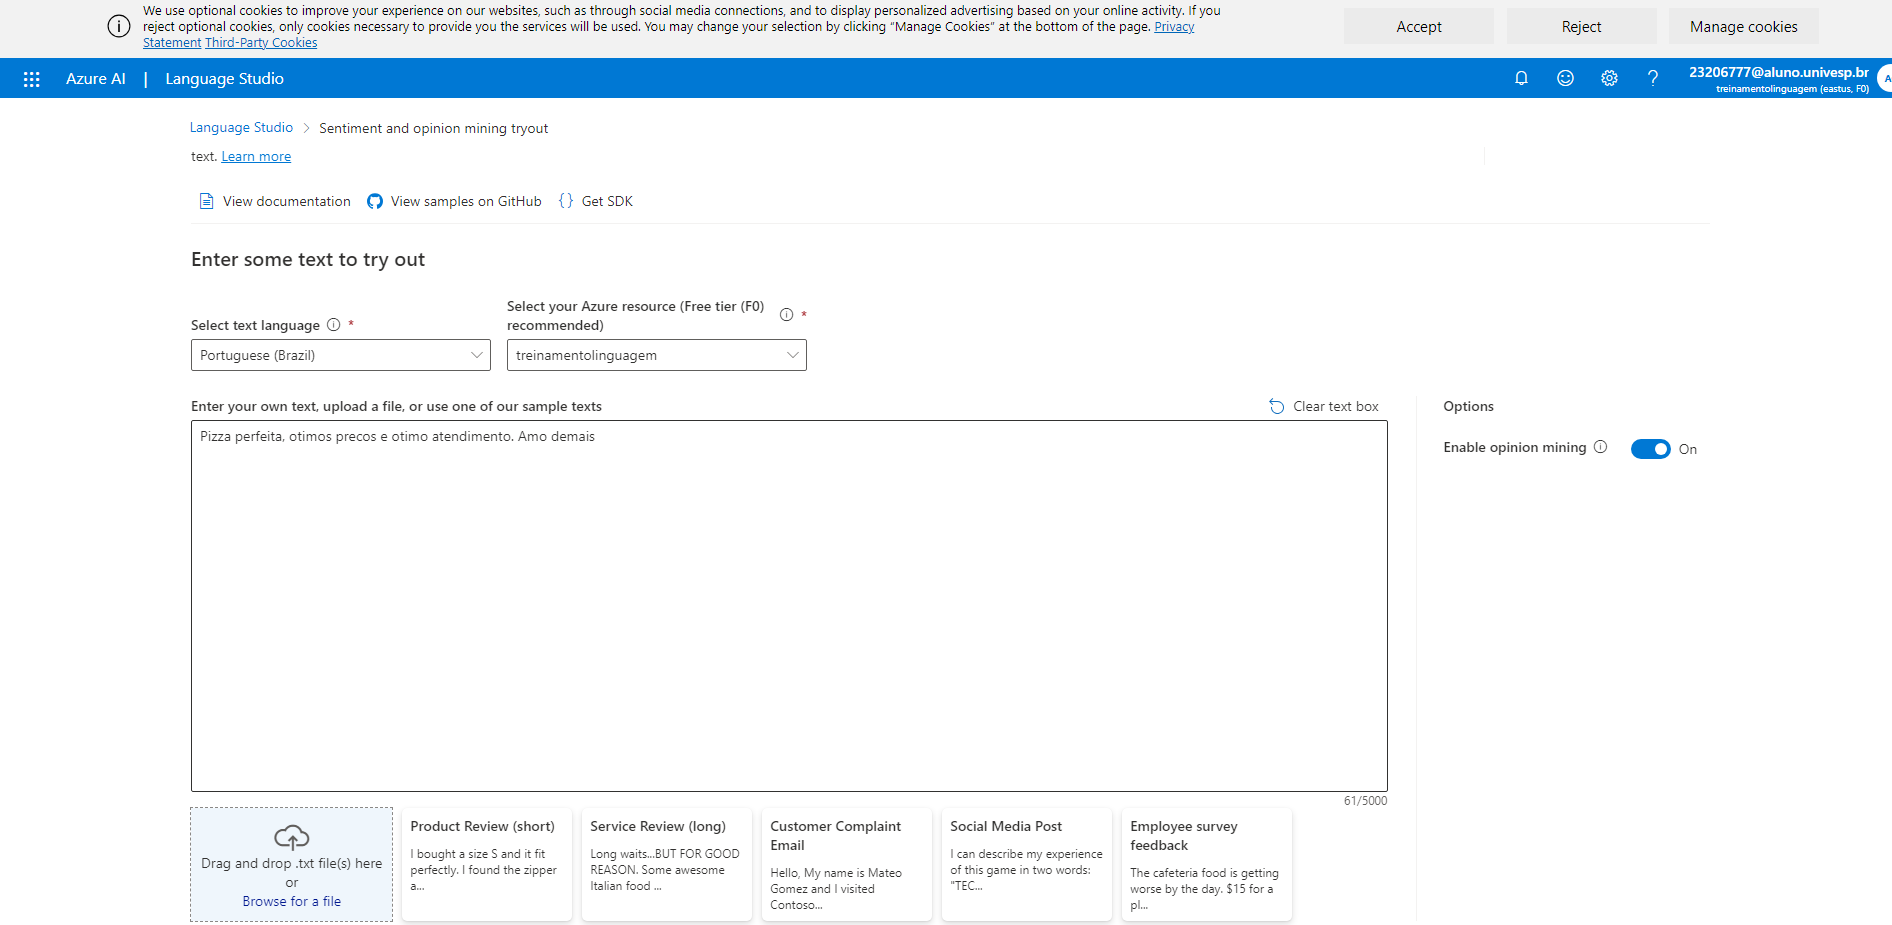 We use optional cookies to improve your experience on our websites, such as through social media connections, and to display personalized advertising based on your online activity. If you
reject optional cookies, only cookies necessary to provide you the services will be used. You may change your selection by clicking “Manage Cookies” at the bottom of the page. Privacy
Statement Third-Party Cookies
Accept
Reject
Manage cookies
Azure AI | Language Studio
23206777@aluno.univesp.br
treinamentolinguagem (eastus, F0)
A
Language Studio > Sentiment and opinion mining tryout
text. Learn more
View documentation
View samples on GitHub
{} Get SDK
Enter some text to try out
Select text language *
Portuguese (Brazil)
Select your Azure resource (Free tier (F0)
recommended) *
treinamentolinguagem
Enter your own text, upload a file, or use one of our sample texts
Clear text box
Pizza perfeita, otimos precos e otimo atendimento. Amo demais
61/5000
Options
Enable opinion mining
On
Drag and drop .txt file(s) here
or
Browse for a file
Product Review (short)
I bought a size S and it fit
perfectly. I found the zipper
a...
Service Review (long)
Long waits...BUT FOR GOOD
REASON. Some awesome
Italian food ...
Customer Complaint
Email
Hello, My name is Mateo
Gomez and I visited
Contoso...
Social Media Post
I can describe my experience
of this game in two words:
"TEC...
Employee survey
feedback
The cafeteria food is getting
worse by the day. $15 for a
pl...